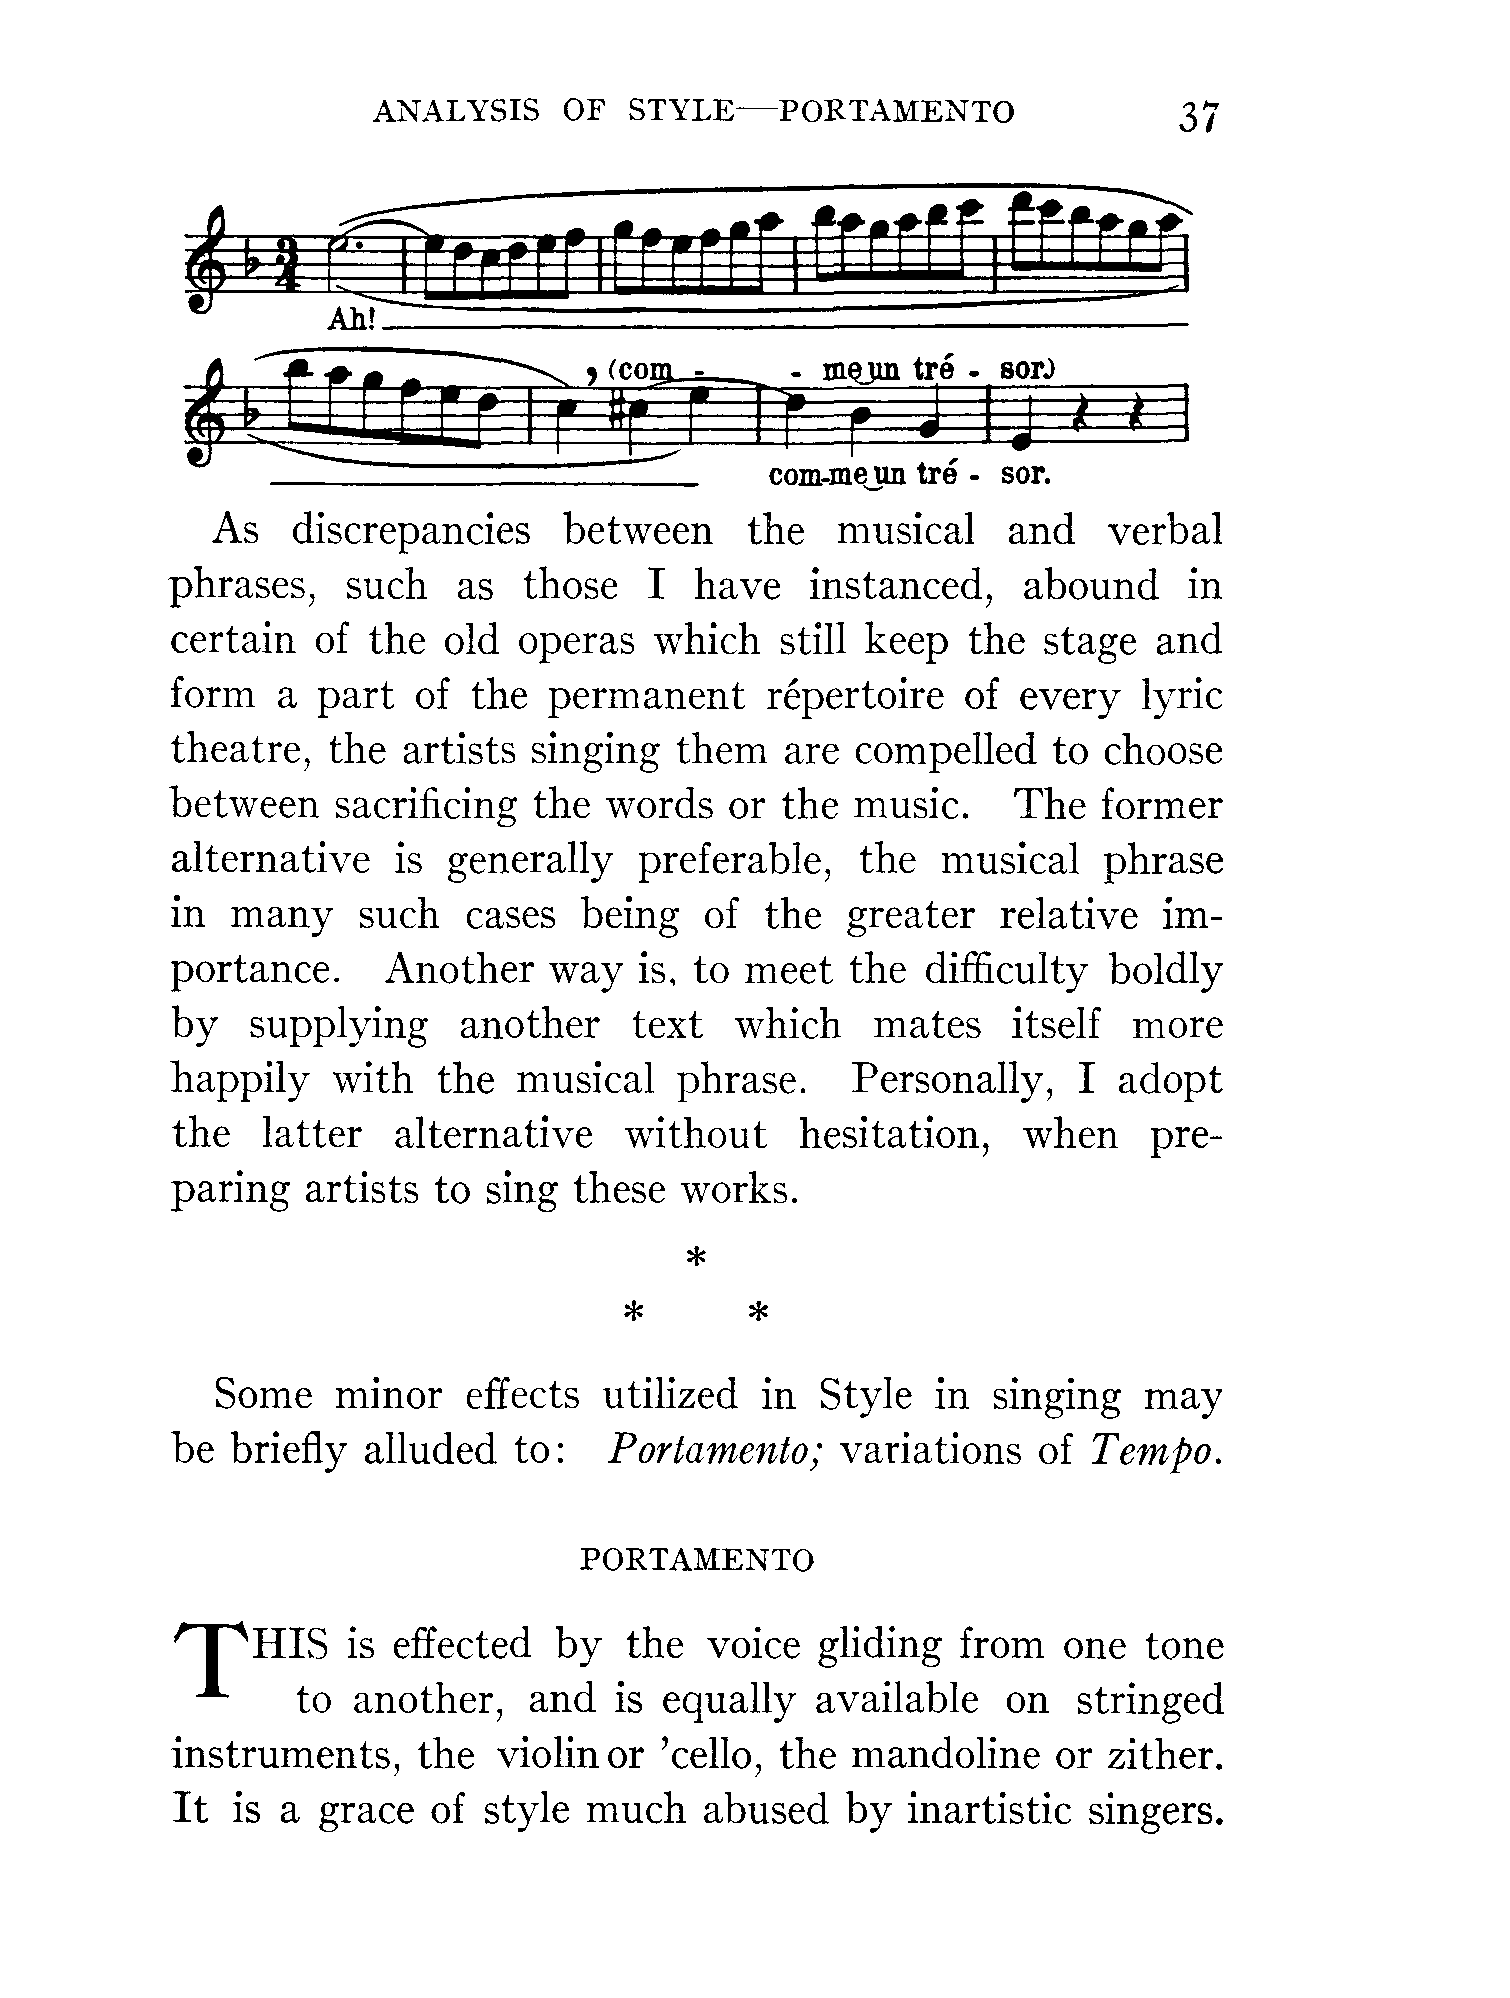 ANALYSIS OF STYLE—PORTAMENTO 37
Ah!
, (com - - me un tré - sor.)
com-me un tré - sor.
As discrepancies between the musical and verbal
phrases, such as those I have instanced, abound in
certain of the old operas which still keep the stage and
form a part of the permanent répertoire of every lyric
theatre, the artists singing them are compelled to choose
between sacrificing the words or the music. The former
alternative is generally preferable, the musical phrase
in many such cases being of the greater relative im-
portance. Another way is, to meet the difficulty boldly
by supplying another text which mates itself more
happily with the musical phrase. Personally, I adopt
the latter alternative without hesitation, when pre-
paring artists to sing these works.
*
* *
Some minor effects utilized in Style in singing may
be briefly alluded to: Portamento; variations of Tempo.
PORTAMENTO
THIS is effected by the voice gliding from one tone
to another, and is equally available on stringed
instruments, the violin or ’cello, the mandoline or zither.
It is a grace of style much abused by inartistic singers.